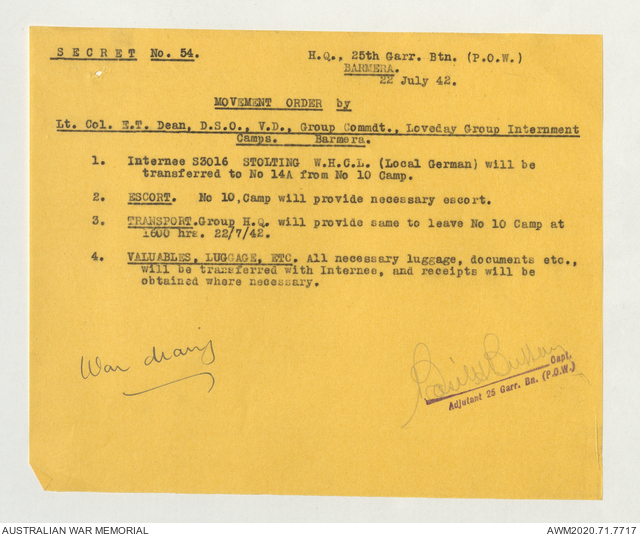 SECRET No. 54. H.Q., 25th Garr. Btn. (P.O.W.)
BARMERA.
22 July 42.
MOVEMENT ORDER by
Lt. Col. E.T. Dean, D.S.O., V.D., Group Commdt., Loveday Group Internment
Camps. Barmera.
1. Internee S3016 STOLTING W.H.C.L. (Local German) will be
transferred to No 14A from No 10 Camp.
2. ESCORT. No 10, Camp will provide necessary escort.
3. TRANSPORT. Group H.Q. will provide same to leave No 10 Camp at
1600 hrs. 22/7/42.
4. VALUABLES, LUGGAGE, ETC. All necessary luggage, documents etc.,
will be transferred with Internee, and receipts will be
obtained where necessary.
War diary
Capt.
Adjutant 25 Garr. Bn. (P.O.W.)
AUSTRALIAN WAR MEMORIAL
AWM2020.71.7717